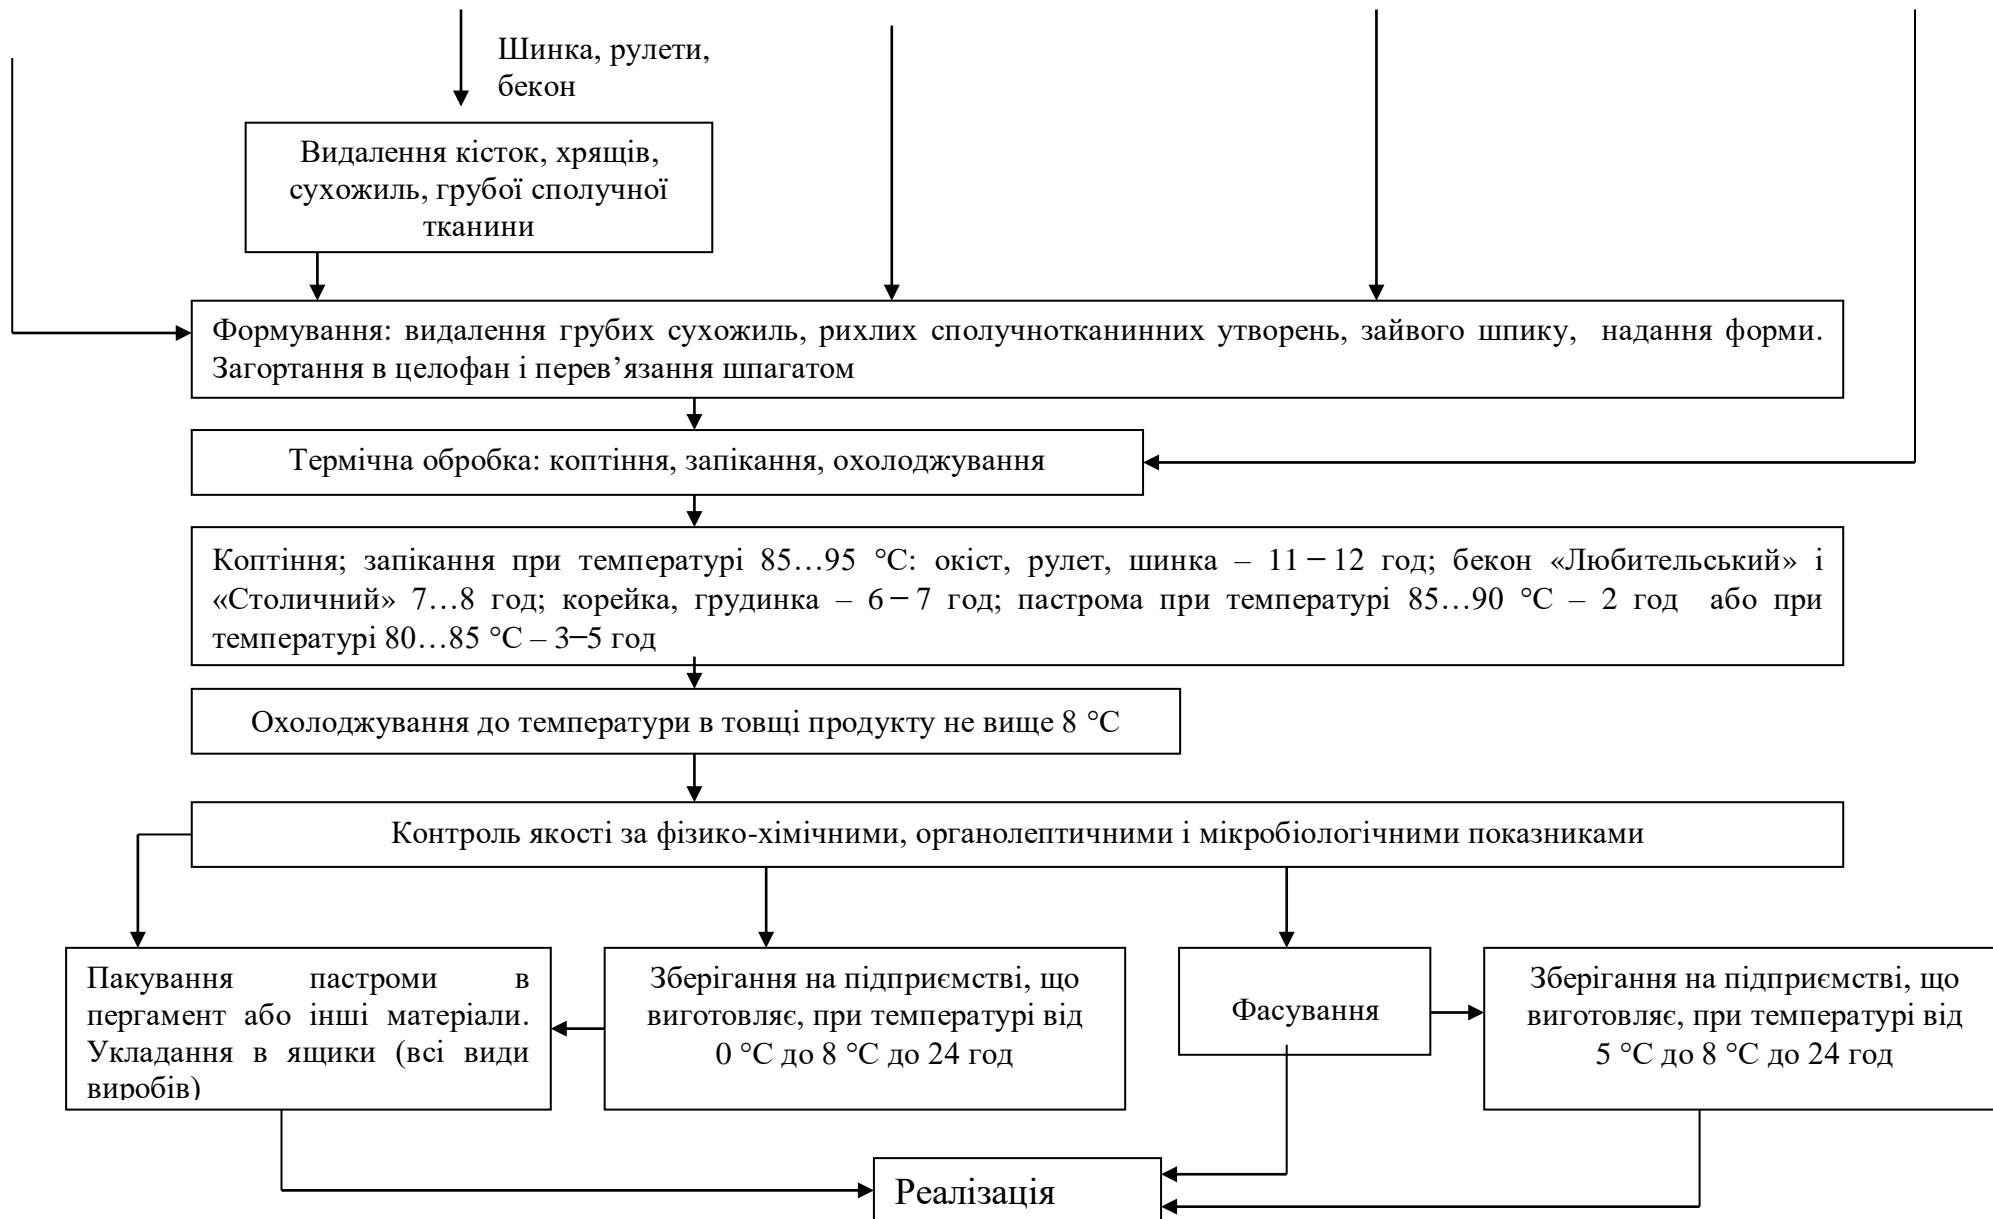 Шинка, рулети,
бекон
Видалення кісток, хрящів,
сухожиль, грубої сполучної
тканини
Формування: видалення грубих сухожиль, рихлих сполучнотканинних утворень, зайвого шпику, надання форми.
Загортання в целофан і перев’язання шпагатом
Термічна обробка: коптіння, запікання, охолоджування
Коптіння; запікання при температурі 85…95 °С: окіст, рулет, шинка – 11 − 12 год; бекон «Любительський» і
«Столичний» 7…8 год; корейка, грудинка – 6 − 7 год; пастрома при температурі 85…90 °С – 2 год або при
температурі 80…85 °С – 3−5 год
Охолоджування до температури в товщі продукту не вище 8 °С
Контроль якості за фізико-хімічними, органолептичними і мікробіологічними показниками
Пакування пастроми в
пергамент або інші матеріали.
Укладання в ящики (всі види
виробів)
Зберігання на підприємстві, що
виготовляє, при температурі від
0 °С до 8 °С до 24 год
Фасування
Зберігання на підприємстві, що
виготовляє, при температурі від
5 °С до 8 °С до 24 год
Реалізація